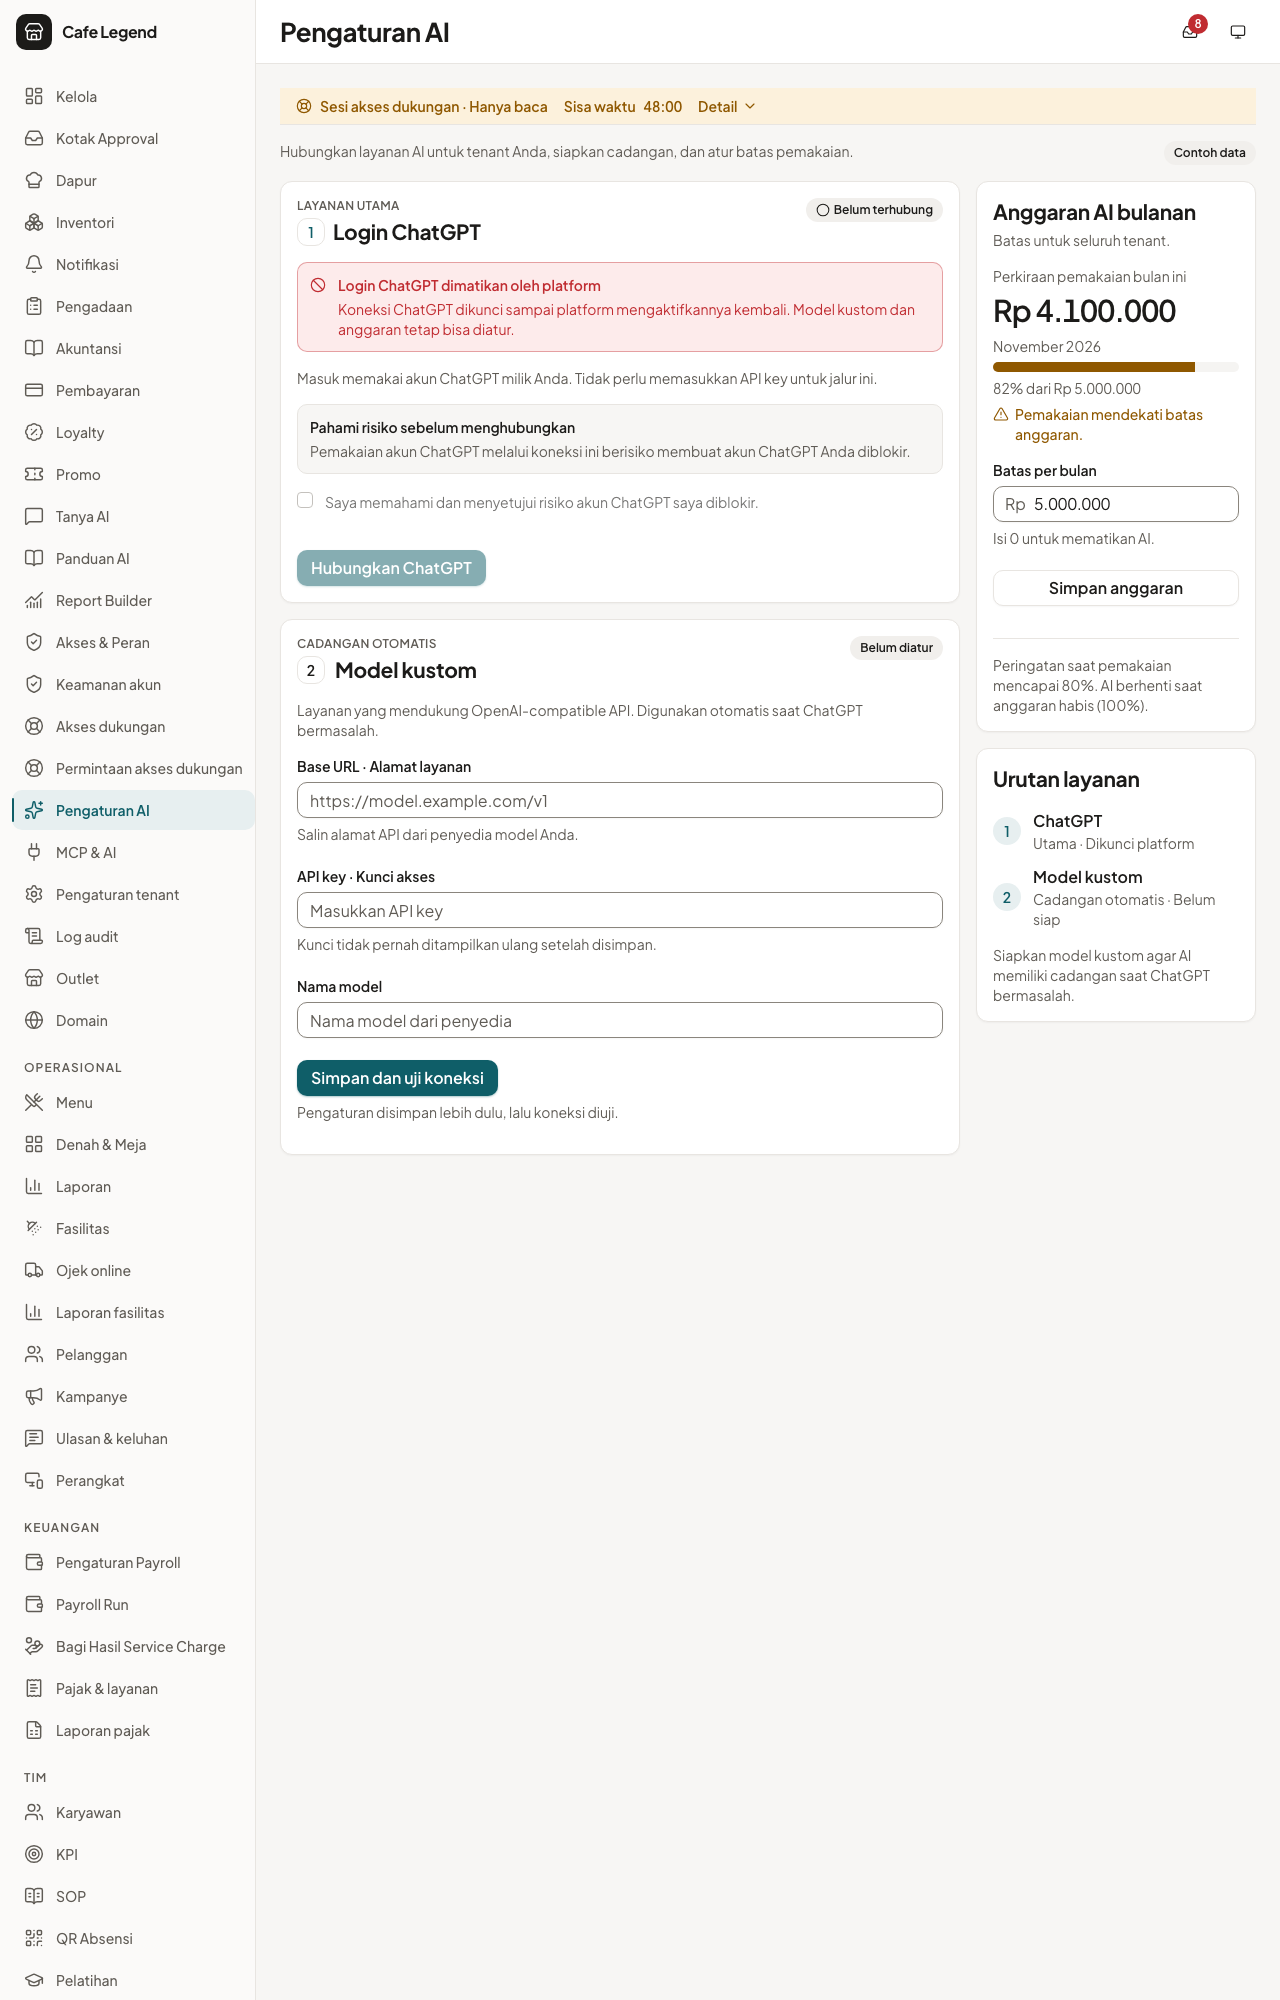 Cafe Legend
Kelola
Kotak Approval
Dapur
Inventori
Notifikasi
Pengadaan
Akuntansi
Pembayaran
Loyalty
Promo
Tanya AI
Panduan AI
Report Builder
Akses & Peran
Keamanan akun
Akses dukungan
Permintaan akses dukungan
Pengaturan AI
MCP & AI
Pengaturan tenant
Log audit
Outlet
Domain
OPERASIONAL
Menu
Denah & Meja
Laporan
Fasilitas
Ojek online
Laporan fasilitas
Pelanggan
Kampanye
Ulasan & keluhan
Perangkat
KEUANGAN
Pengaturan Payroll
Payroll Run
Bagi Hasil Service Charge
Pajak & layanan
Laporan pajak
TIM
Karyawan
KPI
SOP
QR Absensi
Pelatihan
Pengaturan AI
8
Sesi akses dukungan · Hanya baca Sisa waktu 48:00 Detail
Hubungkan layanan AI untuk tenant Anda, siapkan cadangan, dan atur batas pemakaian.
Contoh data
LAYANAN UTAMA
1 Login ChatGPT
Belum terhubung
Login ChatGPT dimatikan oleh platform
Koneksi ChatGPT dikunci sampai platform mengaktifkannya kembali. Model kustom dan
anggaran tetap bisa diatur.
Masuk memakai akun ChatGPT milik Anda. Tidak perlu memasukkan API key untuk jalur ini.
Pahami risiko sebelum menghubungkan
Pemakaian akun ChatGPT melalui koneksi ini berisiko membuat akun ChatGPT Anda diblokir.
Saya memahami dan menyetujui risiko akun ChatGPT saya diblokir.
Hubungkan ChatGPT
CADANGAN OTOMATIS
2 Model kustom
Belum diatur
Layanan yang mendukung OpenAI-compatible API. Digunakan otomatis saat ChatGPT
bermasalah.
Base URL · Alamat layanan
https://model.example.com/v1
Salin alamat API dari penyedia model Anda.
API key · Kunci akses
Masukkan API key
Kunci tidak pernah ditampilkan ulang setelah disimpan.
Nama model
Nama model dari penyedia
Simpan dan uji koneksi
Pengaturan disimpan lebih dulu, lalu koneksi diuji.
Anggaran AI bulanan
Batas untuk seluruh tenant.
Perkiraan pemakaian bulan ini
Rp 4.100.000
November 2026
82% dari Rp 5.000.000
Pemakaian mendekati batas
anggaran.
Batas per bulan
Rp 5.000.000
Isi 0 untuk mematikan AI.
Simpan anggaran
Peringatan saat pemakaian
mencapai 80%. AI berhenti saat
anggaran habis (100%).
Urutan layanan
1 ChatGPT
Utama · Dikunci platform
2 Model kustom
Cadangan otomatis · Belum
siap
Siapkan model kustom agar AI
memiliki cadangan saat ChatGPT
bermasalah.